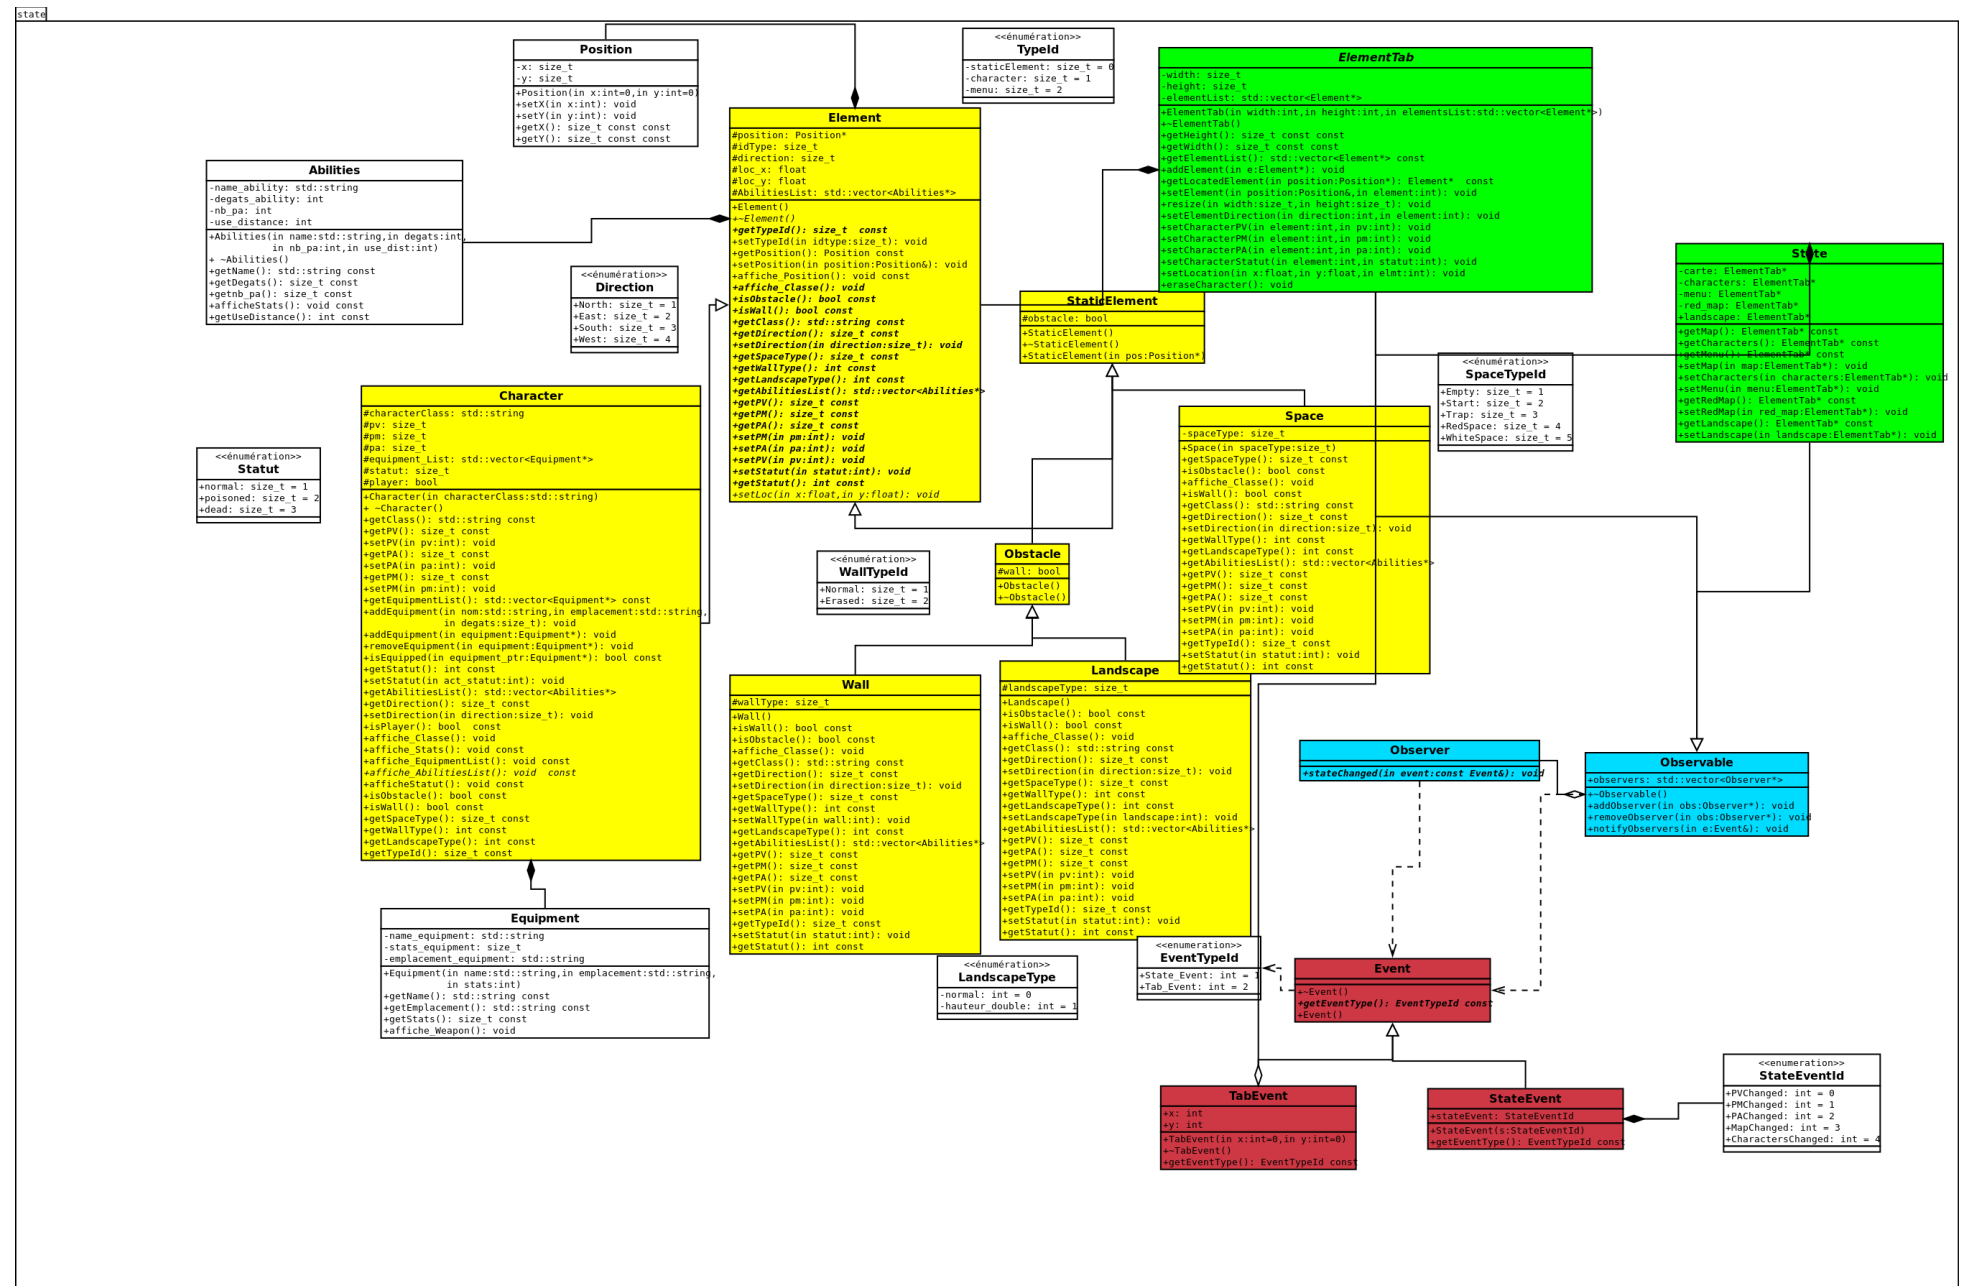 state
Position
-x: size_t
-y: size_t
+Position(in x:int=0,in y:int=0)
+setX(in x:int): void
+setY(in y:int): void
+getX(): size_t const const
+getY(): size_t const const
<<énumération>>
TypeId
-staticElement: size_t = 0
-character: size_t = 1
-menu: size_t = 2
ElementTab
-width: size_t
-height: size_t
-elementList: std::vector<Element*>
+ElementTab(in width:int,in height:int,in elementsList:std::vector<Element*>)
+~ElementTab()
+getHeight(): size_t const const
+getWidth(): size_t const const
+getElementList(): std::vector<Element*> const
+addElement(in e:Element*): void
+getLocatedElement(in position:Position*): Element*  const
+setElement(in position:Position&,in element:int): void
+resize(in width:size_t,in height:size_t): void
+setElementDirection(in direction:int,in element:int): void
+setCharacterPV(in element:int,in pv:int): void
+setCharacterPM(in element:int,in pm:int): void
+setCharacterPA(in element:int,in pa:int): void
+setCharacterStatut(in element:int,in statut:int): void
+setLocation(in x:float,in y:float,in elmt:int): void
+eraseCharacter(): void
Element
#position: Position*
#idType: size_t
#direction: size_t
#loc_x: float
#loc_y: float
#AbilitiesList: std::vector<Abilities*>
+Element()
+~Element()
+getTypeId(): size_t  const
+setTypeId(in idtype:size_t): void
+getPosition(): Position const
+setPosition(in position:Position&): void
+affiche_Position(): void const
+affiche_Classe(): void
+isObstacle(): bool const
+isWall(): bool const
+getClass(): std::string const
+getDirection(): size_t const
+setDirection(in direction:size_t): void
+getSpaceType(): size_t const
+getWallType(): int const
+getLandscapeType(): int const
+getAbilitiesList(): std::vector<Abilities*>
+getPV(): size_t const
+getPM(): size_t const
+getPA(): size_t const
+setPM(in pm:int): void
+setPA(in pa:int): void
+setPV(in pv:int): void
+setStatut(in statut:int): void
+getStatut(): int const
+setLoc(in x:float,in y:float): void
Abilities
-name_ability: std::string
-degats_ability: int
-nb_pa: int
-use_distance: int
+Abilities(in name:std::string,in degats:int,
in nb_pa:int,in use_dist:int)
+ ~Abilities()
+getName(): std::string const
+getDegats(): size_t const
+getnb_pa(): size_t const
+afficheStats(): void const
+getUseDistance(): int const
<<énumération>>
Direction
+North: size_t = 1
+East: size_t = 2
+South: size_t = 3
+West: size_t = 4
StaticElement
#obstacle: bool
+StaticElement()
+~StaticElement()
+StaticElement(in pos:Position*)
State
-carte: ElementTab*
-characters: ElementTab*
-menu: ElementTab*
-red_map: ElementTab*
+landscape: ElementTab*
+getMap(): ElementTab* const
+getCharacters(): ElementTab* const
+getMenu(): ElementTab* const
+setMap(in map:ElementTab*): void
+setCharacters(in characters:ElementTab*): void
+setMenu(in menu:ElementTab*): void
+getRedMap(): ElementTab* const
+setRedMap(in red_map:ElementTab*): void
+getLandscape(): ElementTab* const
+setLandscape(in landscape:ElementTab*): void
<<énumération>>
SpaceTypeId
+Empty: size_t = 1
+Start: size_t = 2
+Trap: size_t = 3
+RedSpace: size_t = 4
+WhiteSpace: size_t = 5
Character
#characterClass: std::string
#pv: size_t
#pm: size_t
#pa: size_t
#equipment_List: std::vector<Equipment*>
#statut: size_t
#player: bool
+Character(in characterClass:std::string)
+ ~Character()
+getClass(): std::string const
+getPV(): size_t const
+setPV(in pv:int): void
+getPA(): size_t const
+setPA(in pa:int): void
+getPM(): size_t const
+setPM(in pm:int): void
+getEquipmentList(): std::vector<Equipment*> const
+addEquipment(in nom:std::string,in emplacement:std::string,
in degats:size_t): void
+addEquipment(in equipment:Equipment*): void
+removeEquipment(in equipment:Equipment*): void
+isEquipped(in equipment_ptr:Equipment*): bool const
+getStatut(): int const
+setStatut(in act_statut:int): void
+getAbilitiesList(): std::vector<Abilities*>
+getDirection(): size_t const
+setDirection(in direction:size_t): void
+isPlayer(): bool  const
+affiche_Classe(): void
+affiche_Stats(): void const
+affiche_EquipmentList(): void const
+affiche_AbilitiesList(): void  const
+afficheStatut(): void const
+isObstacle(): bool const
+isWall(): bool const
+getSpaceType(): size_t const
+getWallType(): int const
+getLandscapeType(): int const
+getTypeId(): size_t const
<<énumération>>
Statut
+normal: size_t = 1
+poisoned: size_t = 2
+dead: size_t = 3
Space
-spaceType: size_t
+Space(in spaceType:size_t)
+getSpaceType(): size_t const
+isObstacle(): bool const
+affiche_Classe(): void
+isWall(): bool const
+getClass(): std::string const
+getDirection(): size_t const
+setDirection(in direction:size_t): void
+getWallType(): int const
+getLandscapeType(): int const
+getAbilitiesList(): std::vector<Abilities*>
+getPV(): size_t const
+getPM(): size_t const
+getPA(): size_t const
+setPV(in pv:int): void
+setPM(in pm:int): void
+setPA(in pa:int): void
+getTypeId(): size_t const
+setStatut(in statut:int): void
+getStatut(): int const
<<énumération>>
WallTypeId
+Normal: size_t = 1
+Erased: size_t = 2
Obstacle
#wall: bool
+Obstacle()
+~Obstacle()
Wall
#wallType: size_t
+Wall()
+isWall(): bool const
+isObstacle(): bool const
+affiche_Classe(): void
+getClass(): std::string const
+getDirection(): size_t const
+setDirection(in direction:size_t): void
+getSpaceType(): size_t const
+getWallType(): int const
+setWallType(in wall:int): void
+getLandscapeType(): int const
+getAbilitiesList(): std::vector<Abilities*>
+getPV(): size_t const
+getPM(): size_t const
+getPA(): size_t const
+setPV(in pv:int): void
+setPM(in pm:int): void
+setPA(in pa:int): void
+getTypeId(): size_t const
+setStatut(in statut:int): void
+getStatut(): int const
Landscape
#landscapeType: size_t
+Landscape()
+isObstacle(): bool const
+isWall(): bool const
+affiche_Classe(): void
+getClass(): std::string const
+getDirection(): size_t const
+setDirection(in direction:size_t): void
+getSpaceType(): size_t const
+getWallType(): int const
+getLandscapeType(): int const
+setLandscapeType(in landscape:int): void
+getAbilitiesList(): std::vector<Abilities*>
+getPV(): size_t const
+getPA(): size_t const
+getPM(): size_t const
+setPV(in pv:int): void
+setPM(in pm:int): void
+setPA(in pa:int): void
+getTypeId(): size_t const
+setStatut(in statut:int): void
+getStatut(): int const
Observer
+stateChanged(in event:const Event&): void
Observable
+observers: std::vector<Observer*>
+~Observable()
+addObserver(in obs:Observer*): void
+removeObserver(in obs:Observer*): void
+notifyObservers(in e:Event&): void
Equipment
-name_equipment: std::string
-stats_equipment: size_t
-emplacement_equipment: std::string
+Equipment(in name:std::string,in emplacement:std::string,
in stats:int)
+getName(): std::string const
+getEmplacement(): std::string const
+getStats(): size_t const
+affiche_Weapon(): void
<<énumération>>
LandscapeType
-normal: int = 0
-hauteur_double: int = 1
<<enumeration>>
EventTypeId
+State_Event: int = 1
+Tab_Event: int = 2
Event
+~Event()
+getEventType(): EventTypeId const
+Event()
TabEvent
+x: int
+y: int
+TabEvent(in x:int=0,in y:int=0)
+~TabEvent()
+getEventType(): EventTypeId const
StateEvent
+stateEvent: StateEventId
+StateEvent(s:StateEventId)
+getEventType(): EventTypeId const
<<enumeration>>
StateEventId
+PVChanged: int = 0
+PMChanged: int = 1
+PAChanged: int = 2
+MapChanged: int = 3
+CharactersChanged: int = 4